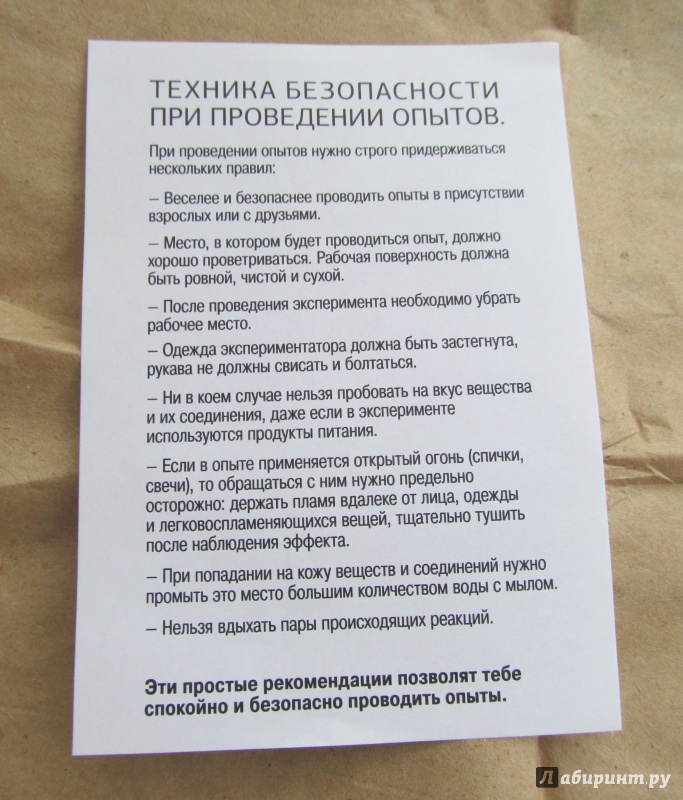 ТЕХНИКА БЕЗОПАСНОСТИ
ПРИ ПРОВЕДЕНИИ ОПЫТОВ.
При проведении опытов нужно строго придерживаться
нескольких правил:
– Веселее и безопаснее проводить опыты в присутствии
взрослых или с друзьями.
– Место, в котором будет проводиться опыт, должно
хорошо проветриваться. Рабочая поверхность должна
быть ровной, чистой и сухой.
– После проведения эксперимента необходимо убрать
рабочее место.
– Одежда экспериментатора должна быть застегнута,
рукава не должны свисать и болтаться.
– Ни в коем случае нельзя пробовать на вкус вещества
и их соединения, даже если в эксперименте
используются продукты питания.
– Если в опыте применяется открытый огонь (спички,
свечи), то обращаться с ним нужно предельно
осторожно: держать пламя вдалеке от лица, одежды
и легковоспламеняющихся вещей, тщательно тушить
после наблюдения эффекта.
– При попадании на кожу веществ и соединений нужно
промыть это место большим количеством воды с мылом.
– Нельзя вдыхать пары происходящих реакций.
Эти простые рекомендации позволят тебе
спокойно и безопасно проводить опыты.
Лабиринт.ру